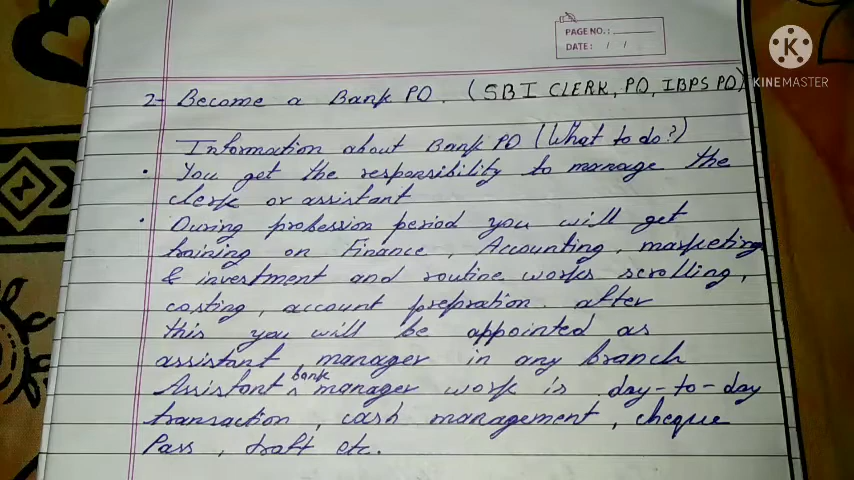 PAGE NO.:
DATE: / /
KINEMASTER
2- Become a Bank PO. (SBI CLERK, PO, IBPS PO)
Information about Bank PO (What to do?)
• You get the responsibility to manage the
clerk or assistant
• During profession period you will get
training on Finance, Accounting, marketing
& investment and routine works scrolling,
costing, account prepration. after
this you will be appointed as
assistant manager in any branch
Assistant bank manager work is day-to-day
transaction, cash management, cheque
Pass, draft etc.